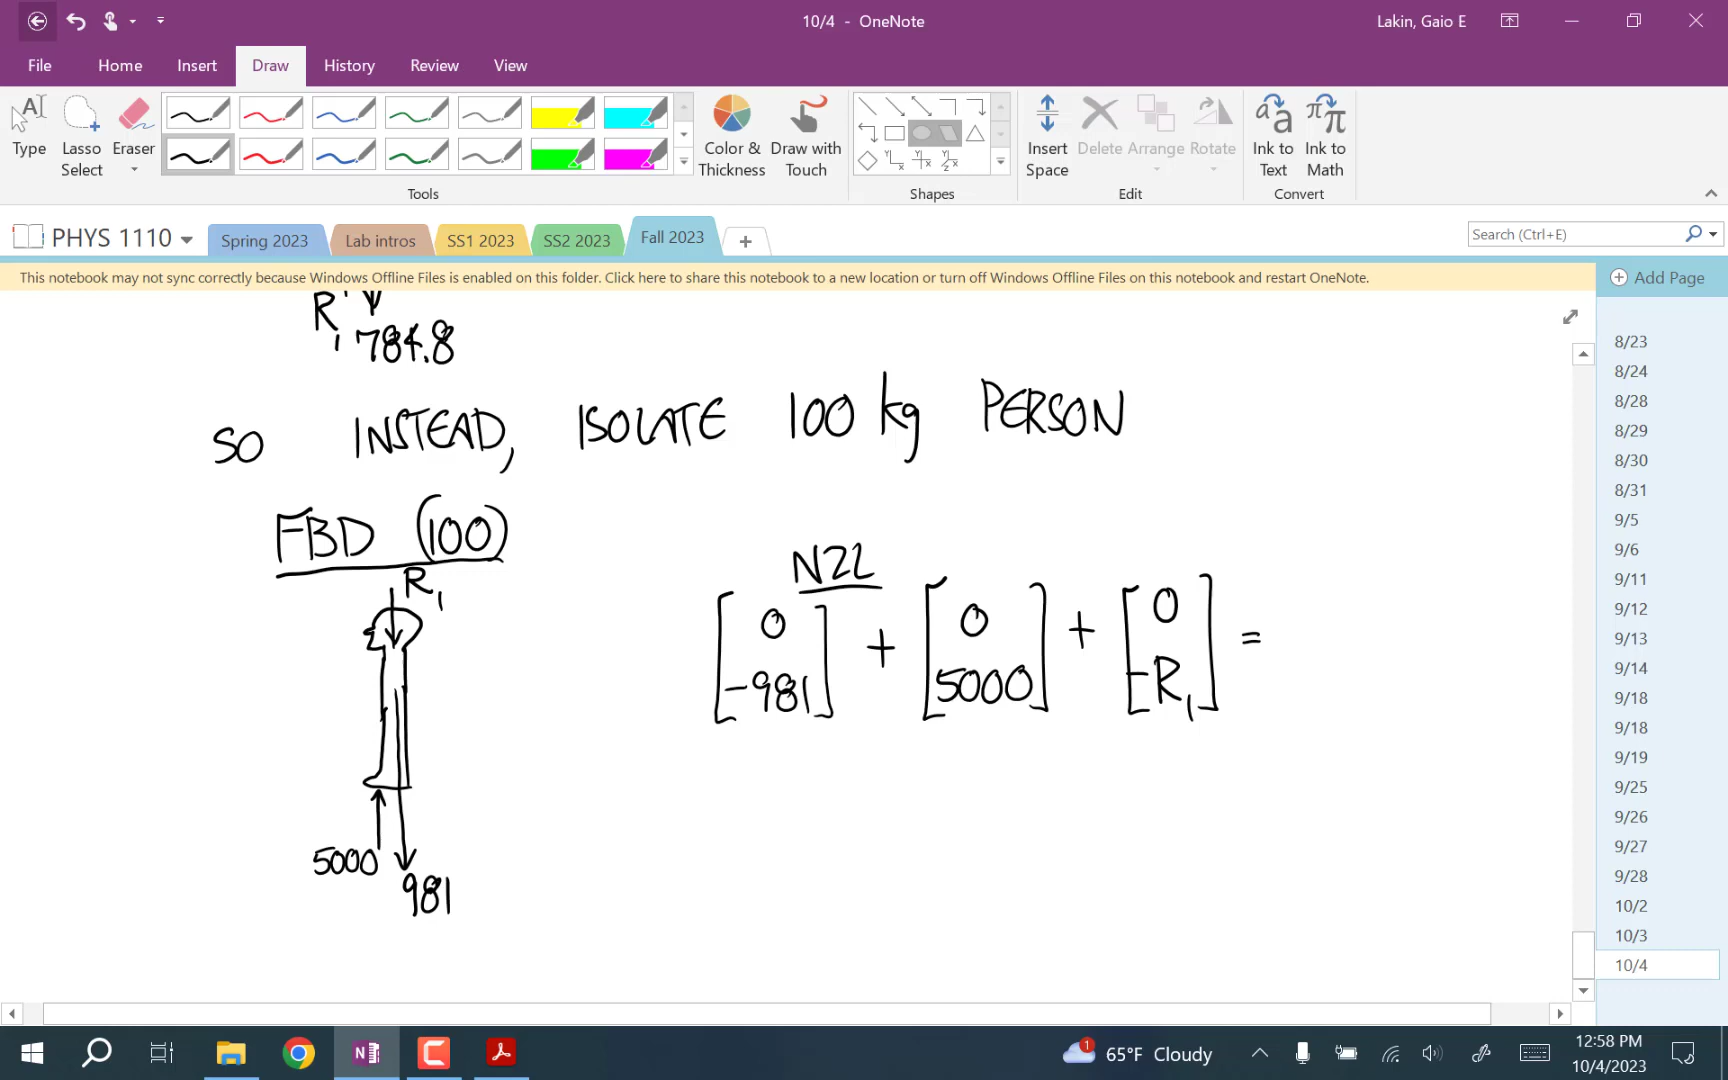 10/4 - OneNote
Lakin, Gaio E
File Home Insert Draw History Review View
Type
Lasso Select
Eraser
Color & Thickness
Draw with Touch
Insert Space
Delete
Arrange
Rotate
Ink to Text
Ink to Math
Tools Shapes Edit Convert
PHYS 1110
Spring 2023 Lab intros SS1 2023 SS2 2023 Fall 2023
Search (Ctrl+E)
This notebook may not sync correctly because Windows Offline Files is enabled on this folder. Click here to share this notebook to a new location or turn off Windows Offline Files on this notebook and restart OneNote.
Add Page
R1
784.8
SO INSTEAD, ISOLATE 100 kg PERSON
FBD (100)
R1
5000
981
N2L
[0 -981] + [0 5000] + [0 -R1] =
8/23
8/24
8/28
8/29
8/30
8/31
9/5
9/6
9/11
9/12
9/13
9/14
9/18
9/18
9/19
9/25
9/26
9/27
9/28
10/2
10/3
10/4
65°F Cloudy
12:58 PM
10/4/2023